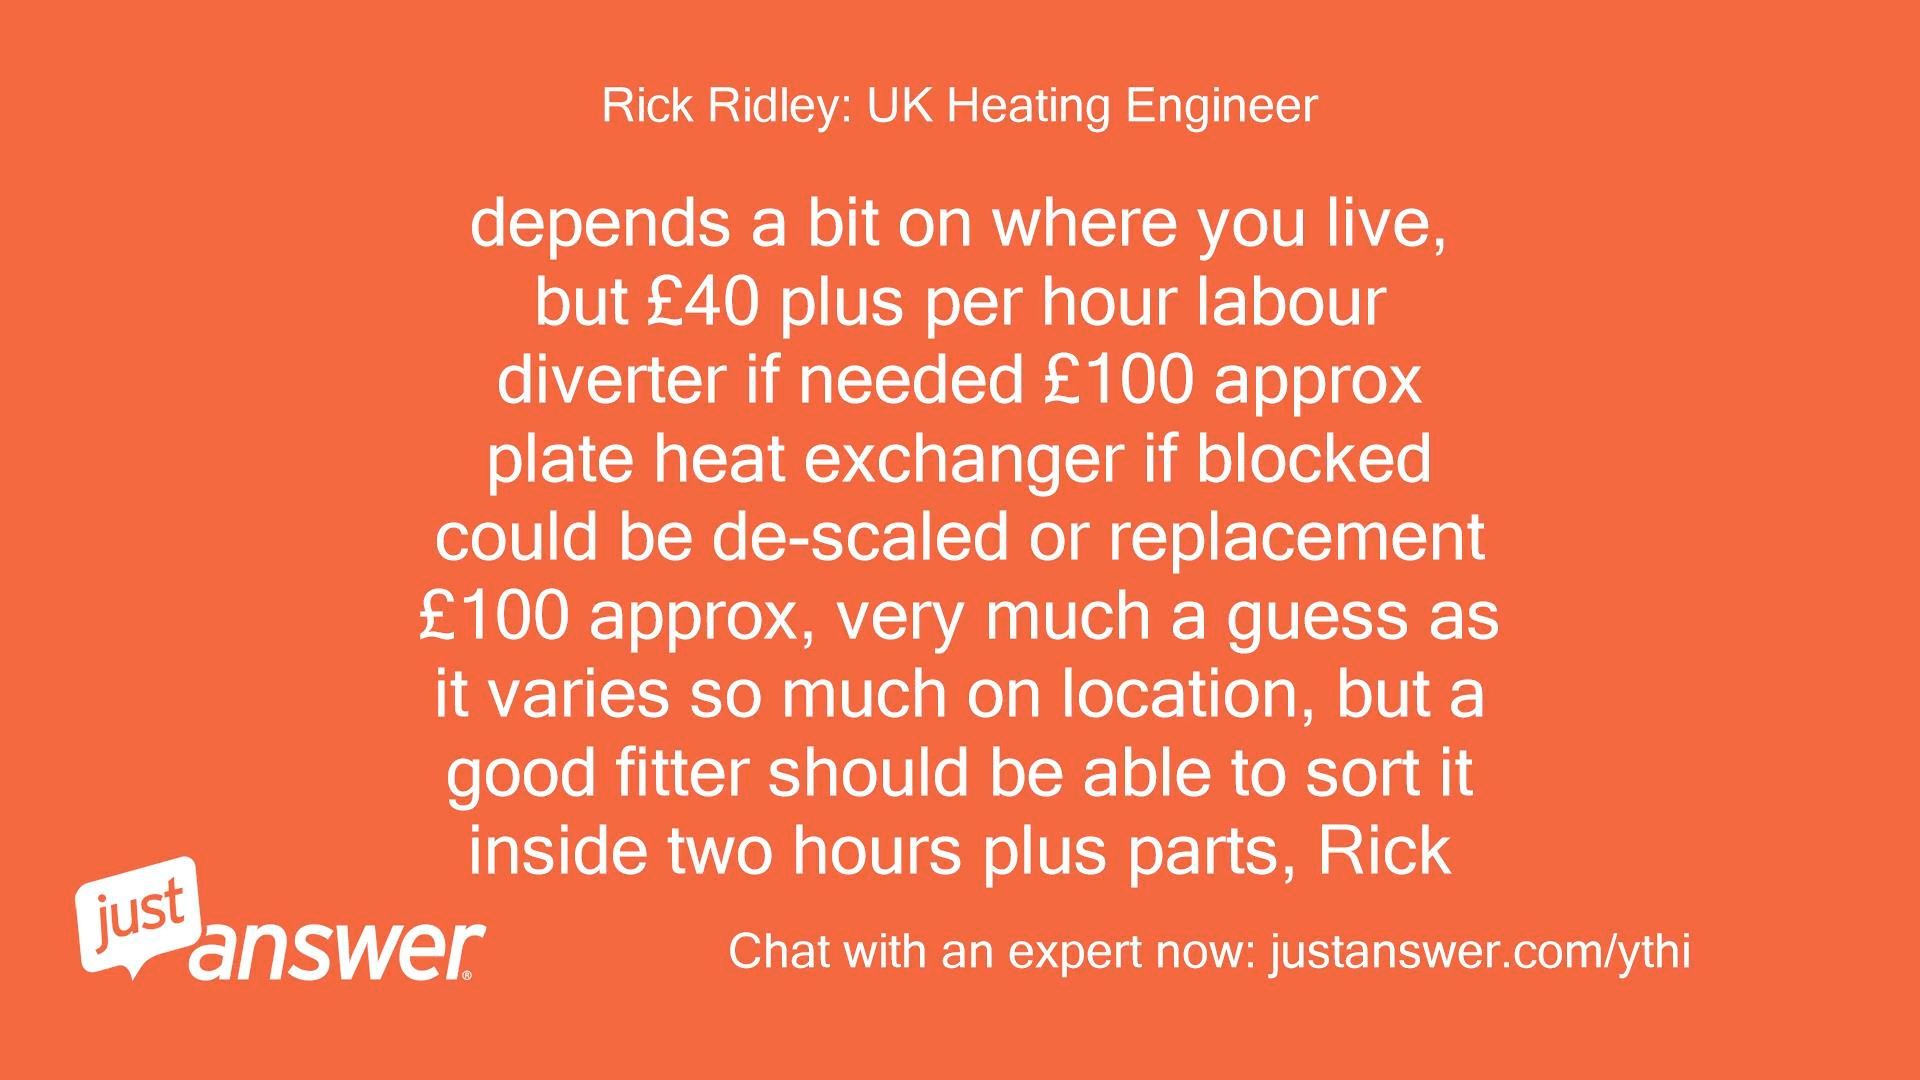 Rick Ridley: UK Heating Engineer
depends a bit on where you live,
but £40 plus per hour labour
diverter if needed £100 approx
plate heat exchanger if blocked
could be de-scaled or replacement
£100 approx, very much a guess as
it varies so much on location, but a
good fitter should be able to sort it
inside two hours plus parts, Rick
just
answer®
Chat with an expert now: justanswer.com/ythi